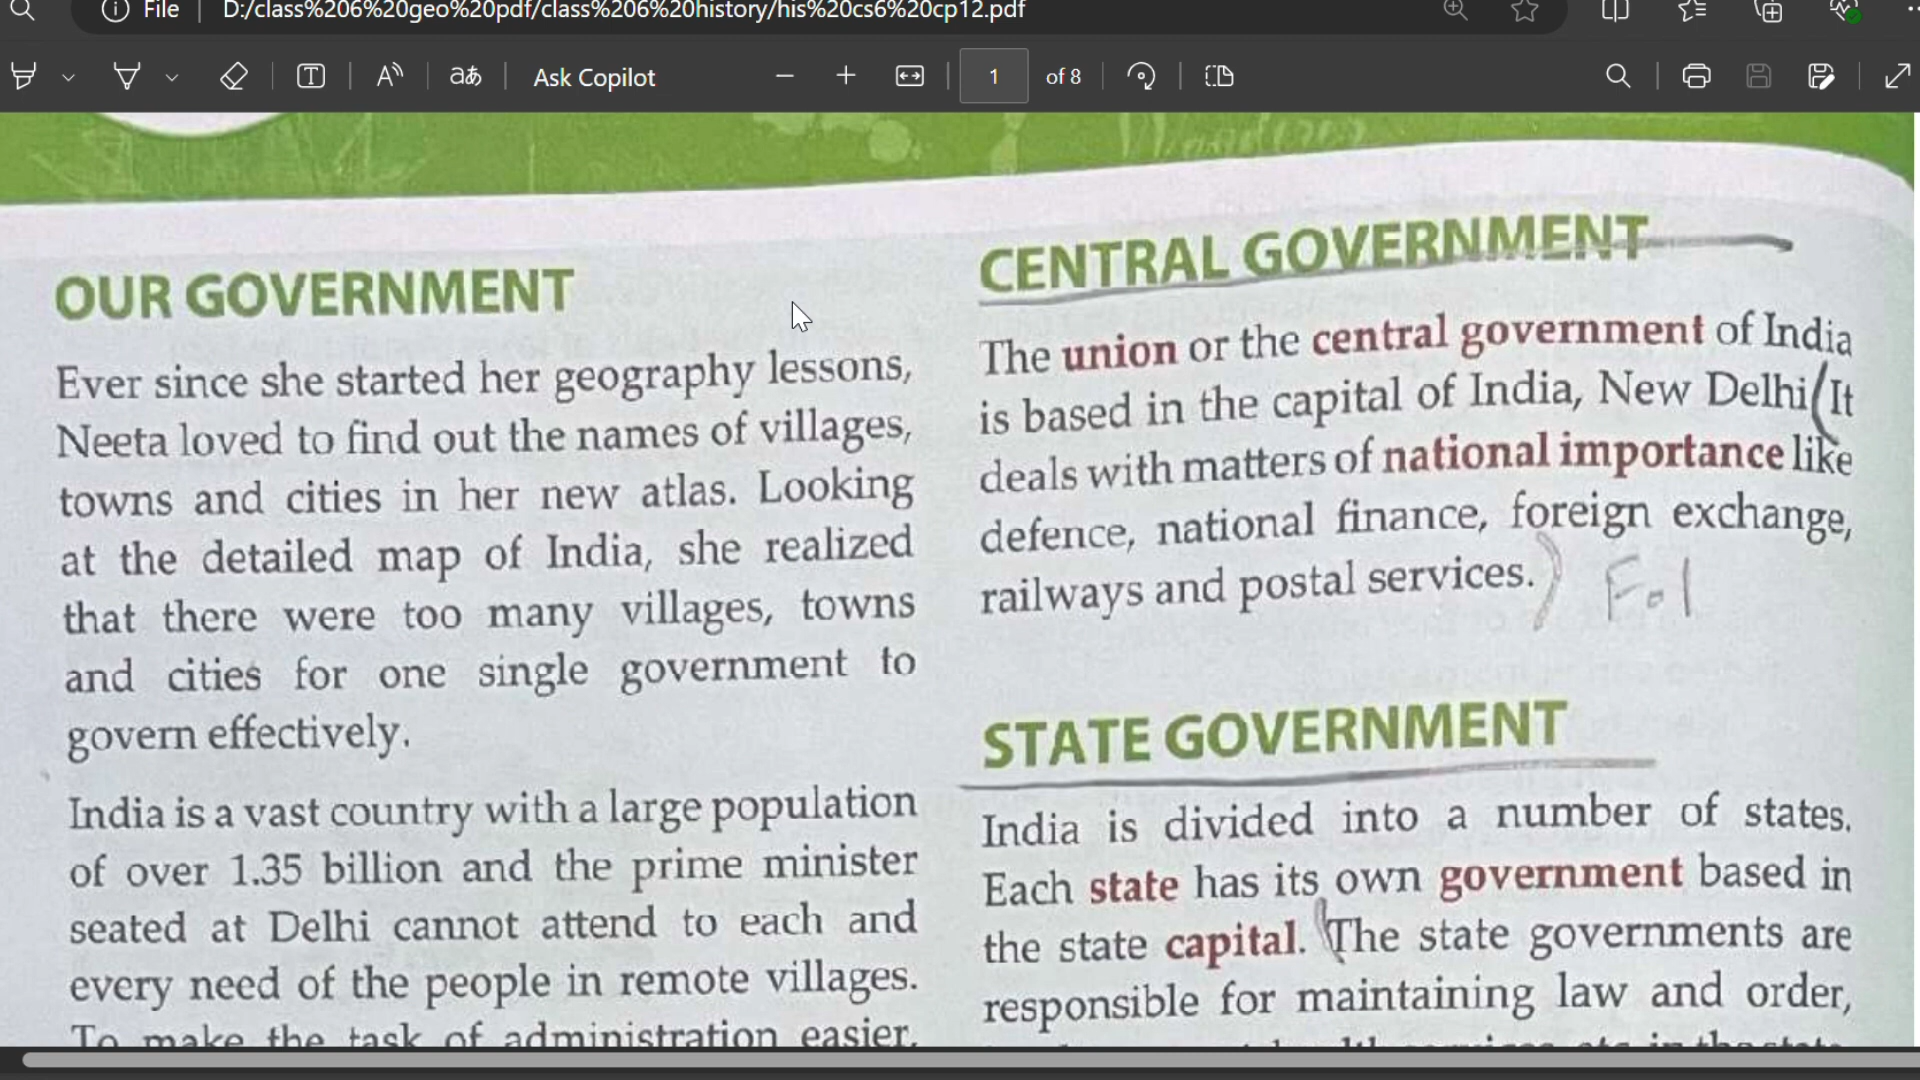 File
D:/class%206%20geo%20pdf/class%206%20history/his%20cs6%20cp12.pdf
Ask Copilot
1 of 8
OUR GOVERNMENT
Ever since she started her geography lessons,
Neeta loved to find out the names of villages,
towns and cities in her new atlas. Looking
at the detailed map of India, she realized
that there were too many villages, towns
and cities for one single government to
govern effectively.
India is a vast country with a large population
of over 1.35 billion and the prime minister
seated at Delhi cannot attend to each and
every need of the people in remote villages.
To make the task of administration easier,
CENTRAL GOVERNMENT
The union or the central government of India
is based in the capital of India, New Delhi(It
deals with matters of national importance like
defence, national finance, foreign exchange,
railways and postal services.)
STATE GOVERNMENT
India is divided into a number of states.
Each state has its own government based in
the state capital. (The state governments are
responsible for maintaining law and order,